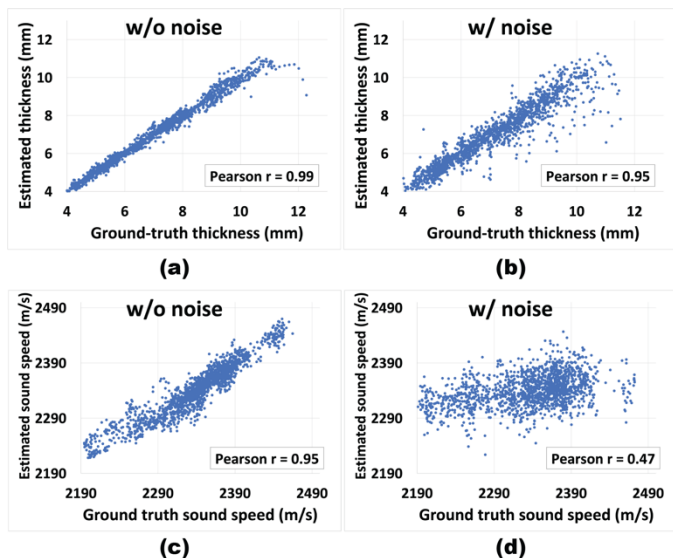 w/o noise
Estimated thickness (mm)
12
10
8
6
4
4 6 8 10 12
Pearson r = 0.99
Ground-truth thickness (mm)
(a)
w/ noise
Estimated thickness (mm)
12
10
8
6
4
4 6 8 10 12
Pearson r = 0.95
Ground-truth thickness (mm)
(b)
w/o noise
Estimated sound speed (m/s)
2490
2390
2290
2190
2190 2290 2390 2490
Pearson r = 0.95
Ground truth sound speed (m/s)
(c)
w/ noise
Estimated sound speed (m/s)
2490
2390
2290
2190
2190 2290 2390 2490
Pearson r = 0.47
Ground truth sound speed (m/s)
(d)